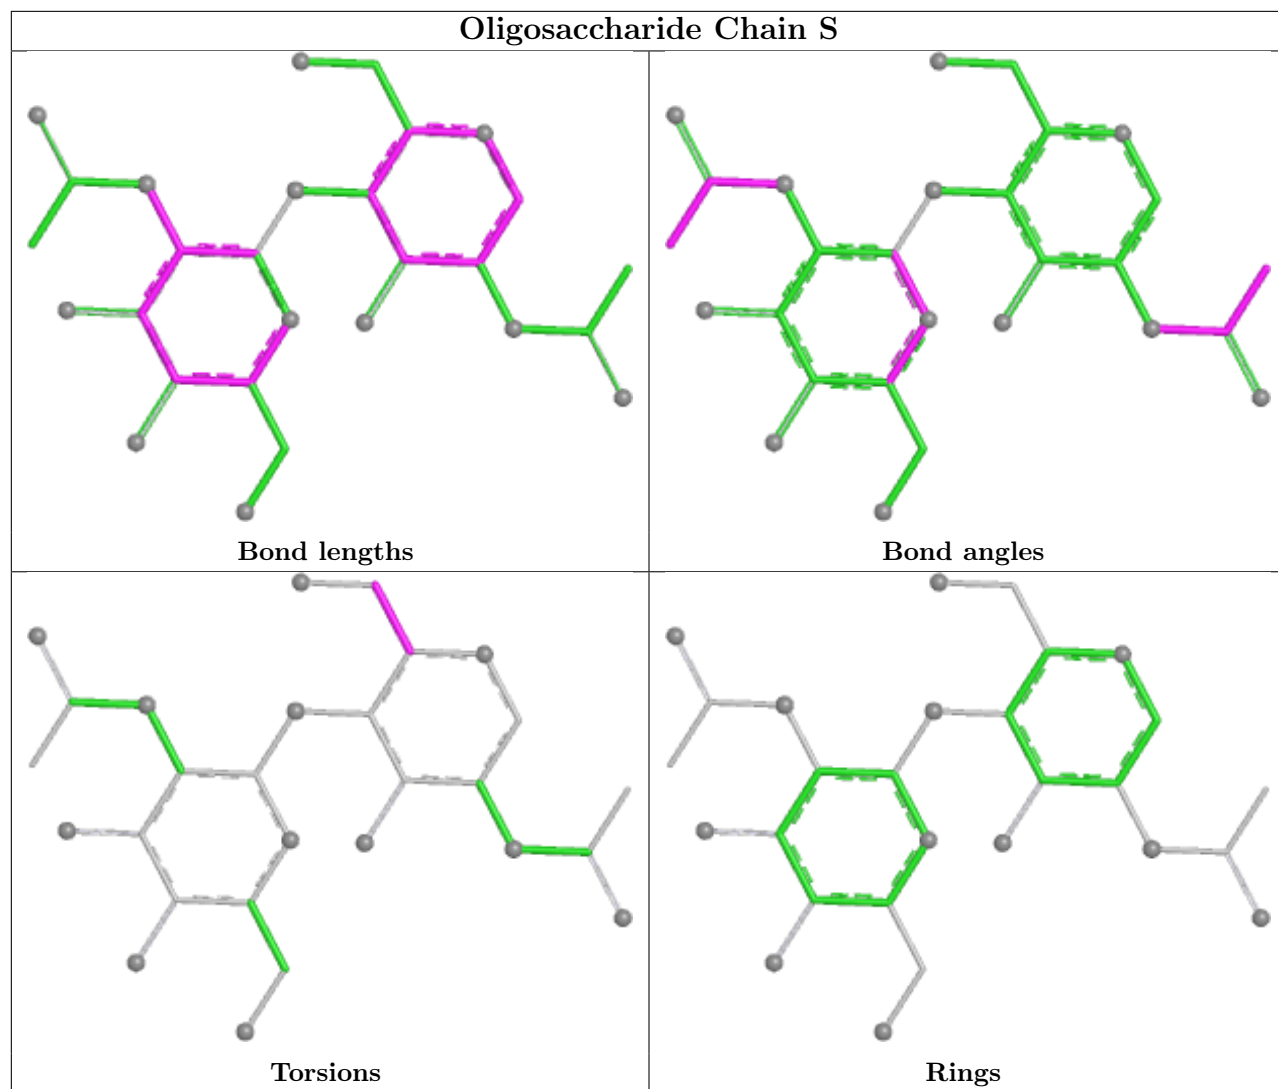 Oligosaccharide Chain S
Bond lengths
Bond angles
Torsions
Rings